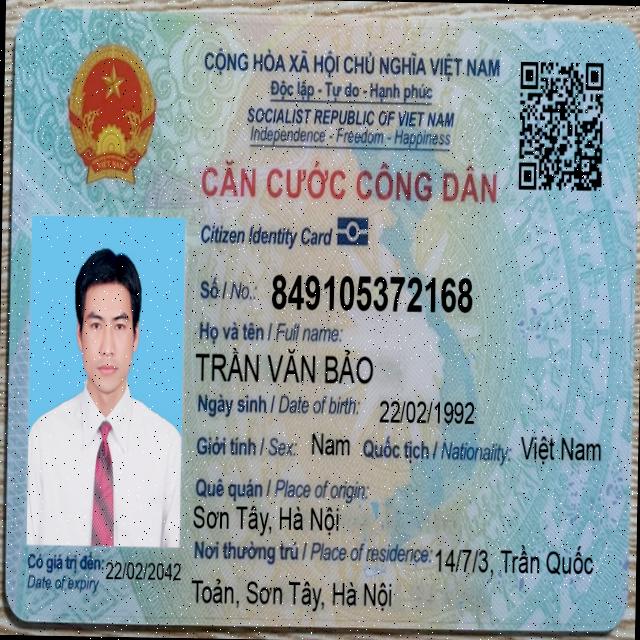 CỘNG HÒA XÃ HỘI CHỦ NGHĨA VIỆT NAM
Độc lập - Tự do - Hạnh phúc
SOCIALIST REPUBLIC OF VIET NAM
Independence - Freedom - Happiness
CĂN CƯỚC CÔNG DÂN
Citizen Identity Card
Số / No.: 849105372168
Họ và tên / Full name:
TRẦN VĂN BẢO
Ngày sinh / Date of birth: 22/02/1992
Giới tính / Sex: Nam Quốc tịch / Nationality: Việt Nam
Quê quán / Place of origin:
Sơn Tây, Hà Nội
Nơi thường trú / Place of residence: 14/7/3, Trần Quốc
Toản, Sơn Tây, Hà Nội
Có giá trị đến: 22/02/2042
Date of expiry